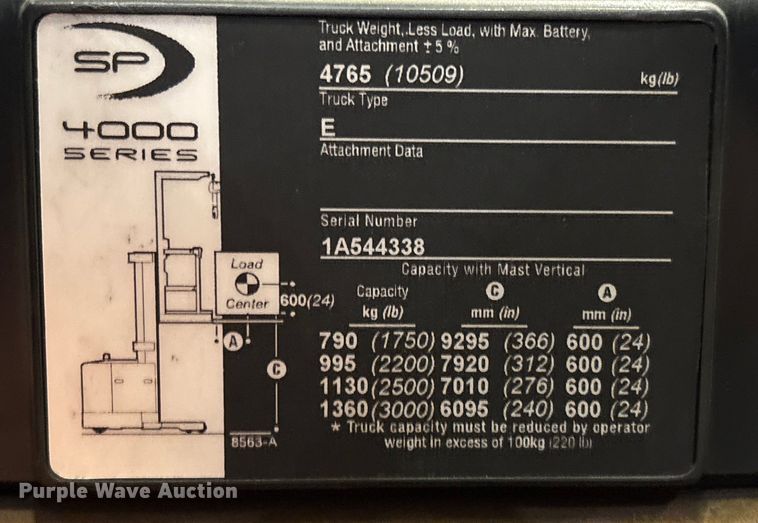 SP
4000
SERIES
Truck Weight, Less Load, with Max. Battery,
and Attachment ± 5 %
4765 (10509) kg(lb)
Truck Type
E
Attachment Data
Serial Number
1A544338
Capacity with Mast Vertical
Capacity C A
kg (lb) mm (in) mm (in)
790 (1750) 9295 (366) 600 (24)
995 (2200) 7920 (312) 600 (24)
1130 (2500) 7010 (276) 600 (24)
1360 (3000) 6095 (240) 600 (24)
* Truck capacity must be reduced by operator
weight in excess of 100kg (220 lb)
Load
Center
600(24)
A
C
8563-A
Purple Wave Auction